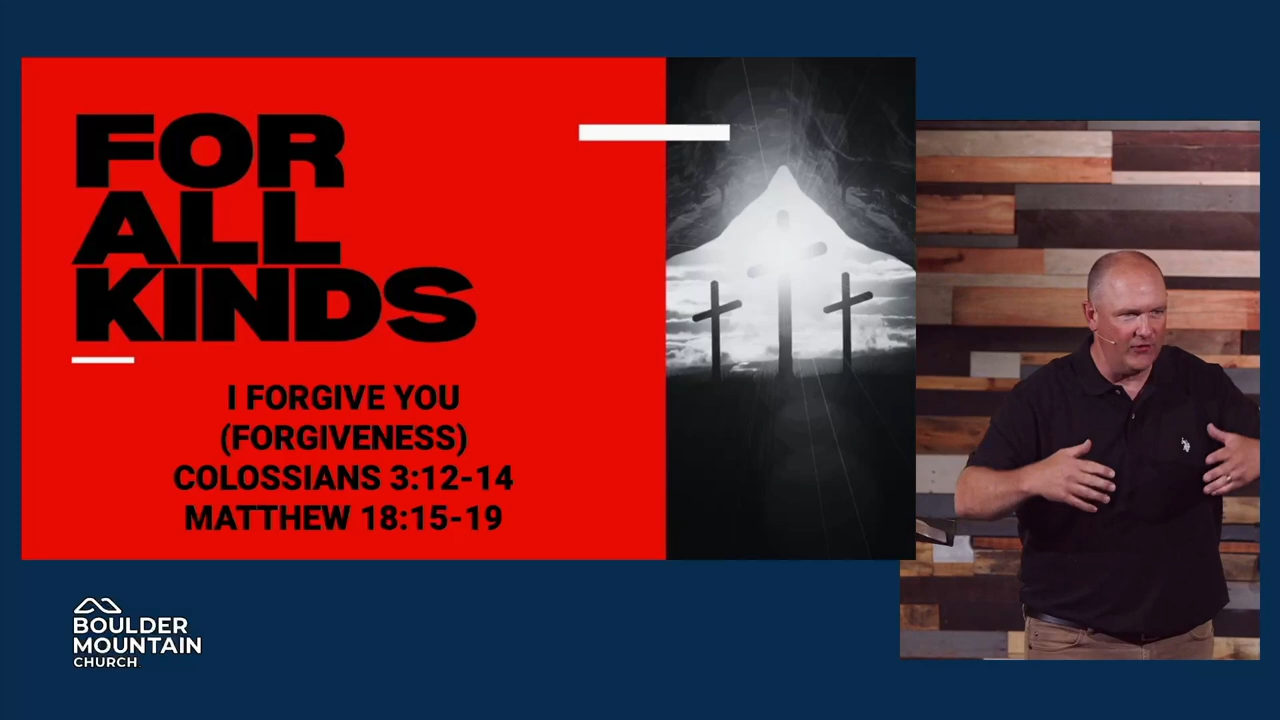 FOR
ALL
KINDS
I FORGIVE YOU
(FORGIVENESS)
COLOSSIANS 3:12-14
MATTHEW 18:15-19
BOULDER
MOUNTAIN
CHURCH